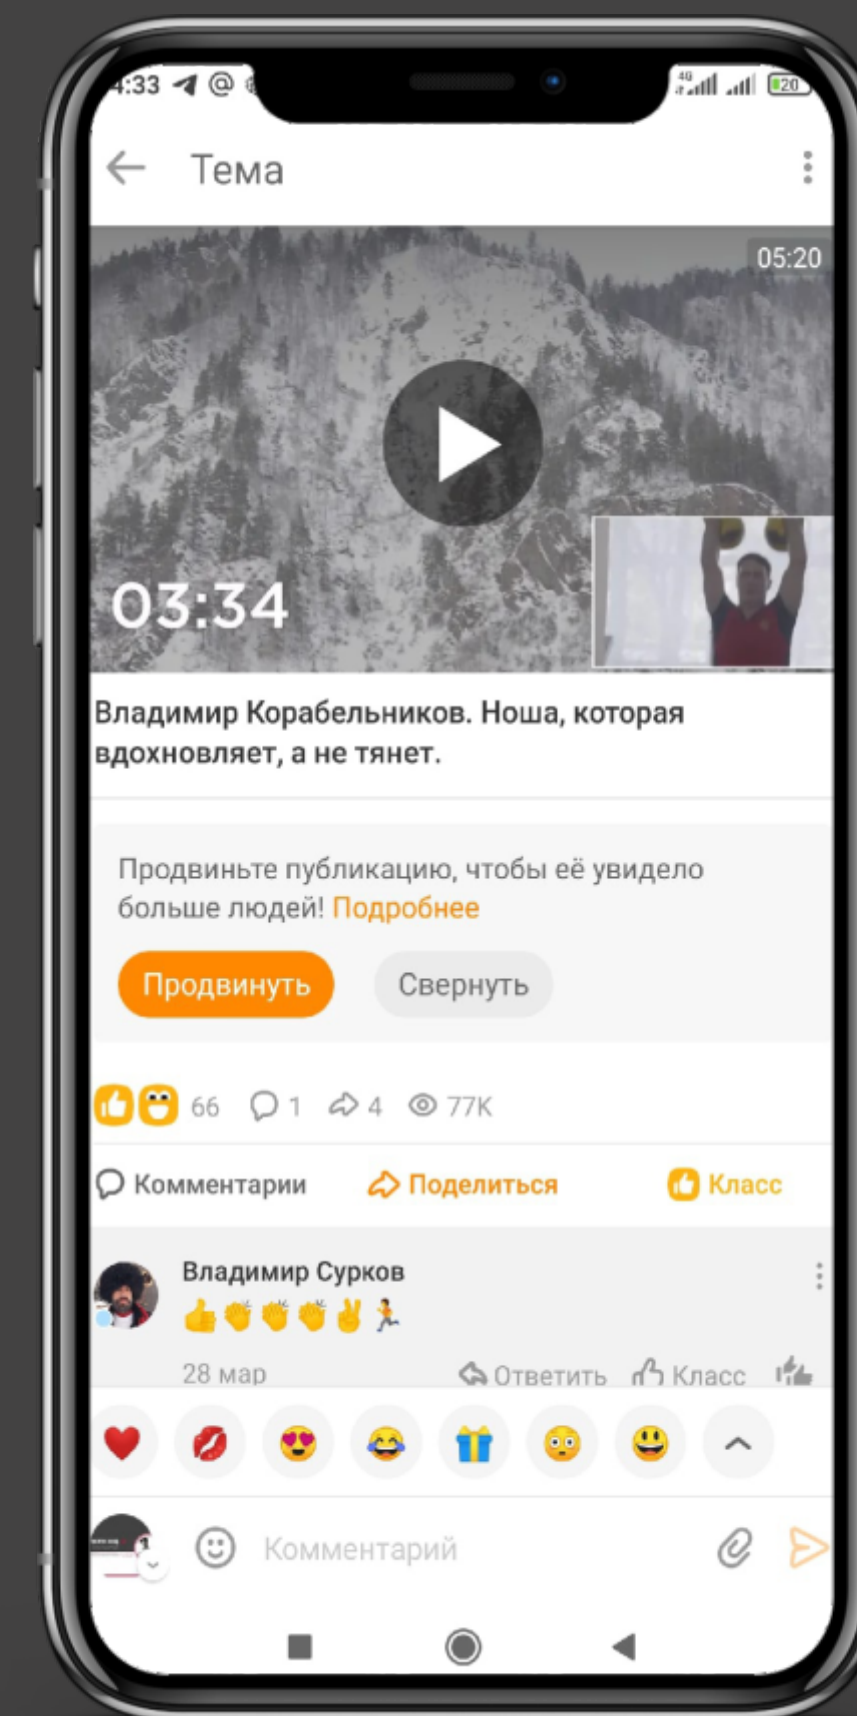 4:33
4G
20
Тема
05:20
03:34
Владимир Корабельников. Ноша, которая
вдохновляет, а не тянет.
Продвиньте публикацию, чтобы её увидело
больше людей! Подробнее
Продвинуть Свернуть
66 1 4 77K
Комментарии Поделиться Класс
Владимир Сурков
28 мар Ответить Класс
Комментарий